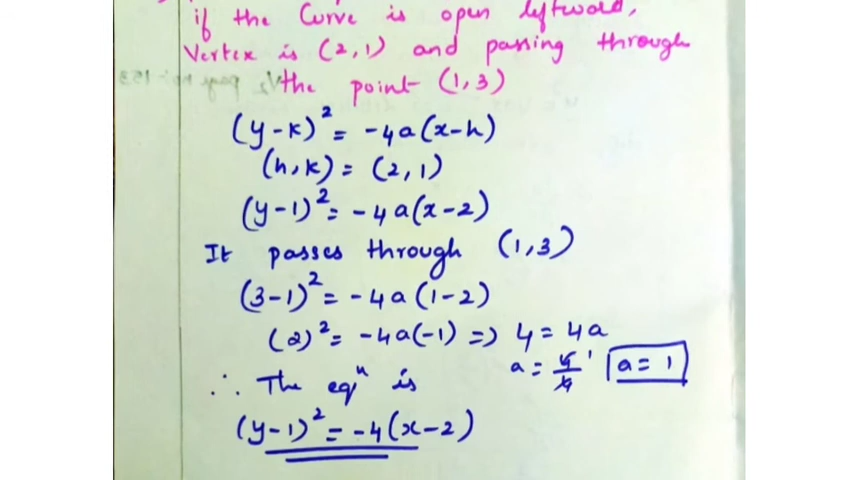 if the Curve is open leftward,
Vertex is (2,1) and passing through
the point (1,3)
(y-k)² = -4a(x-h)
(h,k) = (2,1)
(y-1)² = -4a(x-2)
It passes through (1,3)
(3-1)² = -4a(1-2)
(2)² = -4a(-1) => 4 = 4a
a = 4/4 1 a = 1
∴ The eqⁿ is
(y-1)² = -4(x-2)